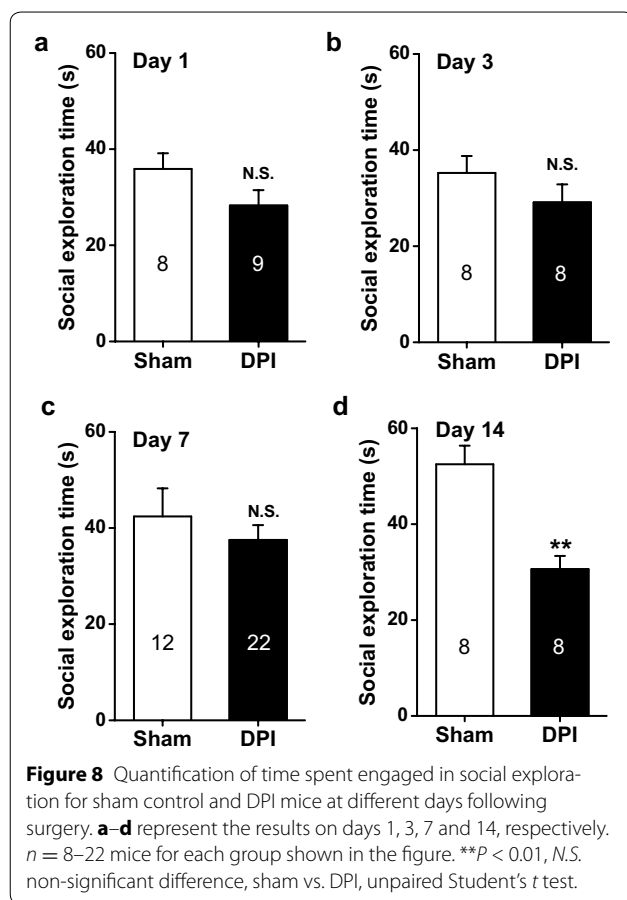 a
Day 1
Social exploration time (s)
60
40
20
0
N.S.
8
9
Sham
DPI
b
Day 3
Social exploration time (s)
60
40
20
0
N.S.
8
8
Sham
DPI
c
Day 7
Social exploration time (s)
60
40
20
0
N.S.
12
22
Sham
DPI
d
Day 14
Social exploration time (s)
60
40
20
0
**
8
8
Sham
DPI
Figure 8 Quantification of time spent engaged in social explora-
tion for sham control and DPI mice at different days following
surgery. a–d represent the results on days 1, 3, 7 and 14, respectively.
n = 8–22 mice for each group shown in the figure. **P < 0.01, N.S.
non-significant difference, sham vs. DPI, unpaired Student's t test.